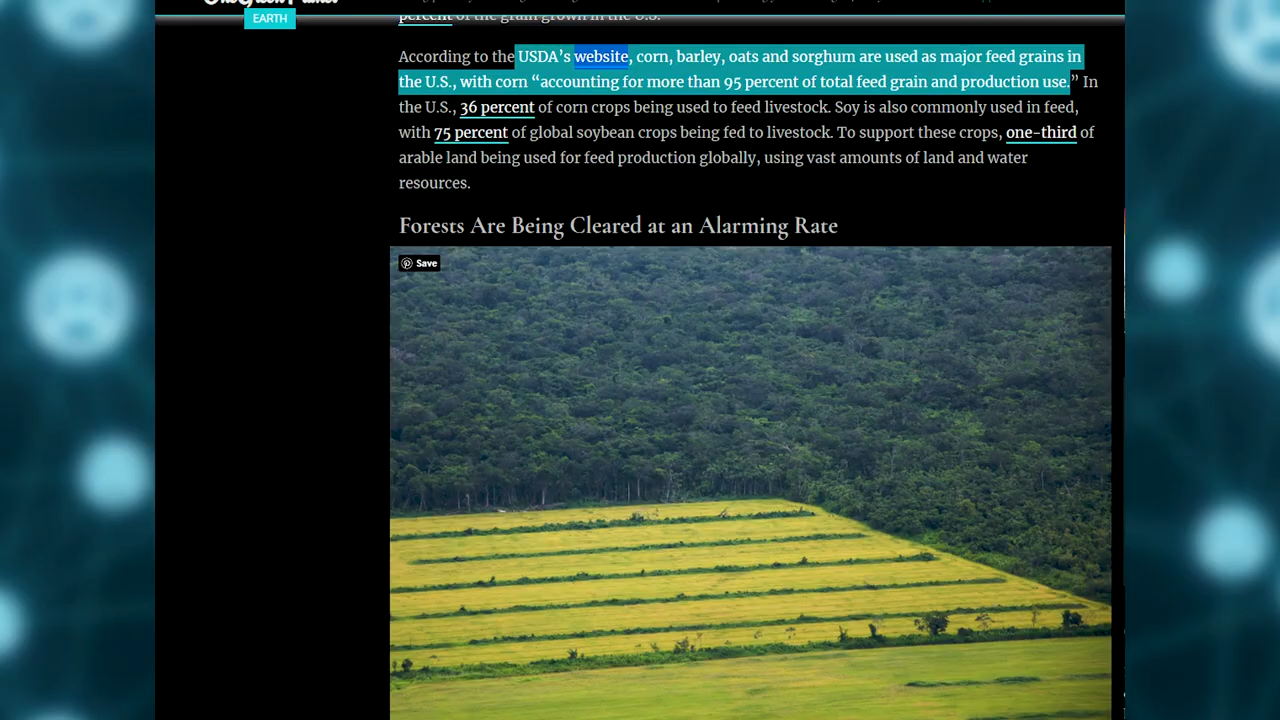 EARTH
percent of the grain grown in the U.S.
According to the USDA’s website, corn, barley, oats and sorghum are used as major feed grains in
the U.S., with corn “accounting for more than 95 percent of total feed grain and production use.” In
the U.S., 36 percent of corn crops being used to feed livestock. Soy is also commonly used in feed,
with 75 percent of global soybean crops being fed to livestock. To support these crops, one-third of
arable land being used for feed production globally, using vast amounts of land and water
resources.
Forests Are Being Cleared at an Alarming Rate
Save